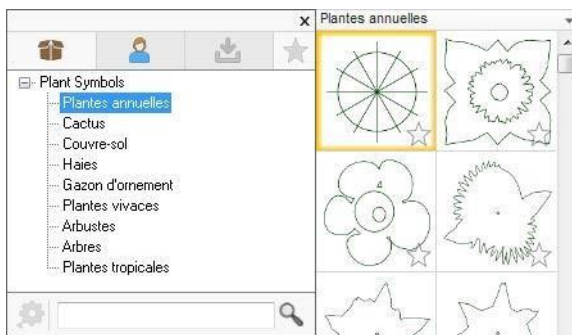 Plantes annuelles
Plant Symbols
Plantes annuelles
Cactus
Couvre-sol
Haies
Gazon d'ornement
Plantes vivaces
Arbustes
Arbres
Plantes tropicales